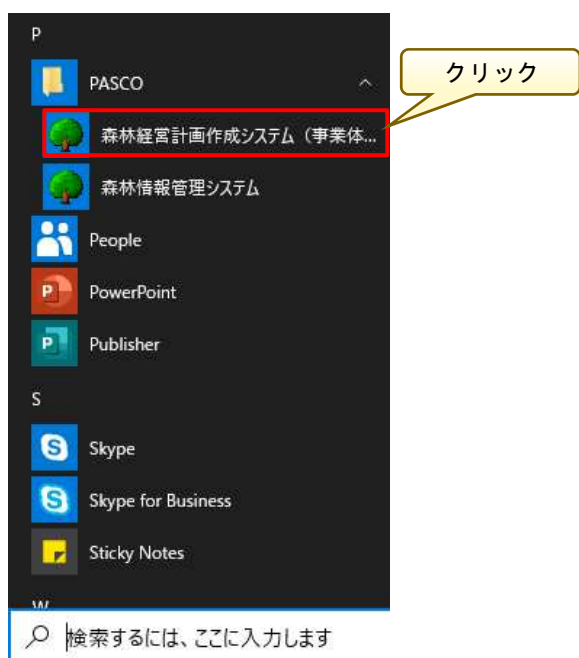 P
PASCO
クリック
森林経営計画作成システム（事業体...
森林情報管理システム
People
PowerPoint
Publisher
S
Skype
Skype for Business
Sticky Notes
W
検索するには、ここに入力します